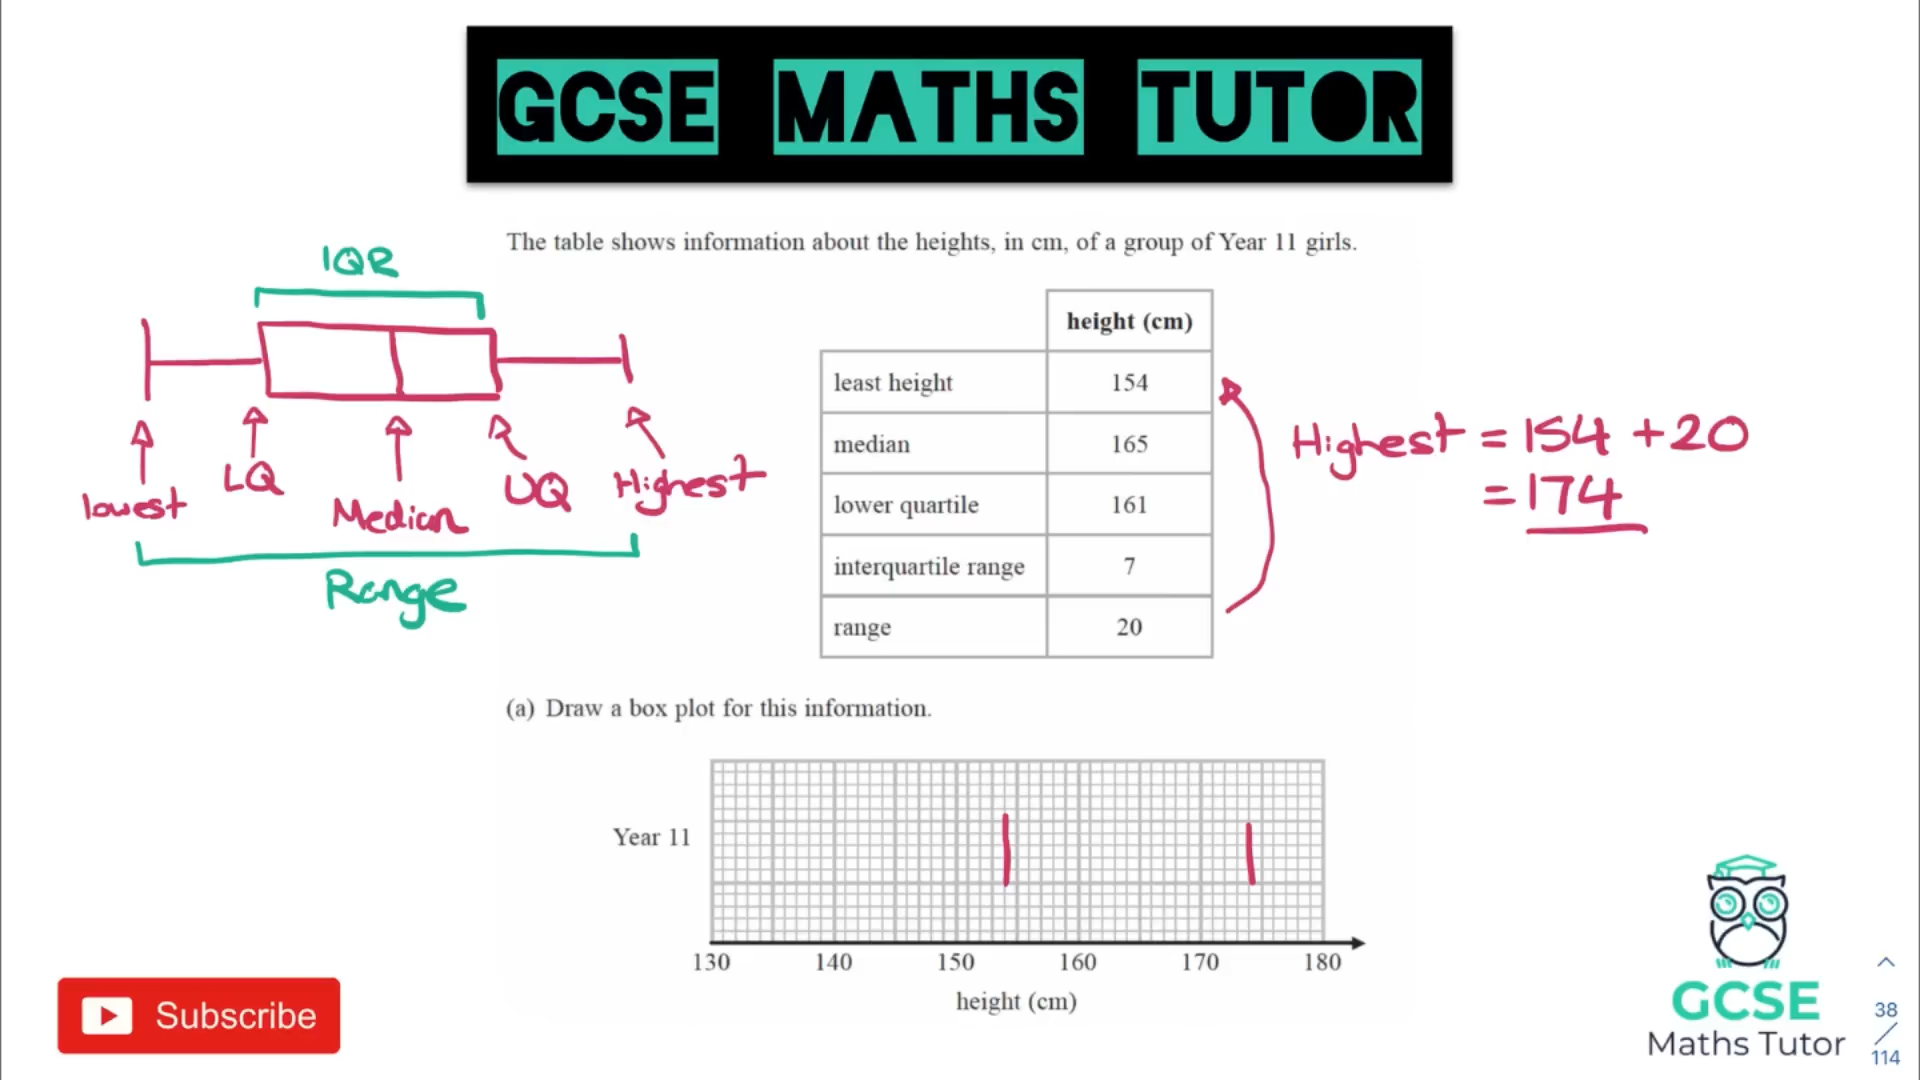 GCSE MATHS TUTOR
The table shows information about the heights, in cm, of a group of Year 11 girls.
IQR
lowest
LQ
Median
UQ
Highest
Range
height (cm)
least height 154
median 165
lower quartile 161
interquartile range 7
range 20
Highest = 154 + 20
= 174
(a) Draw a box plot for this information.
Year 11
130 140 150 160 170 180
height (cm)
Subscribe
GCSE
Maths Tutor
38
/
114